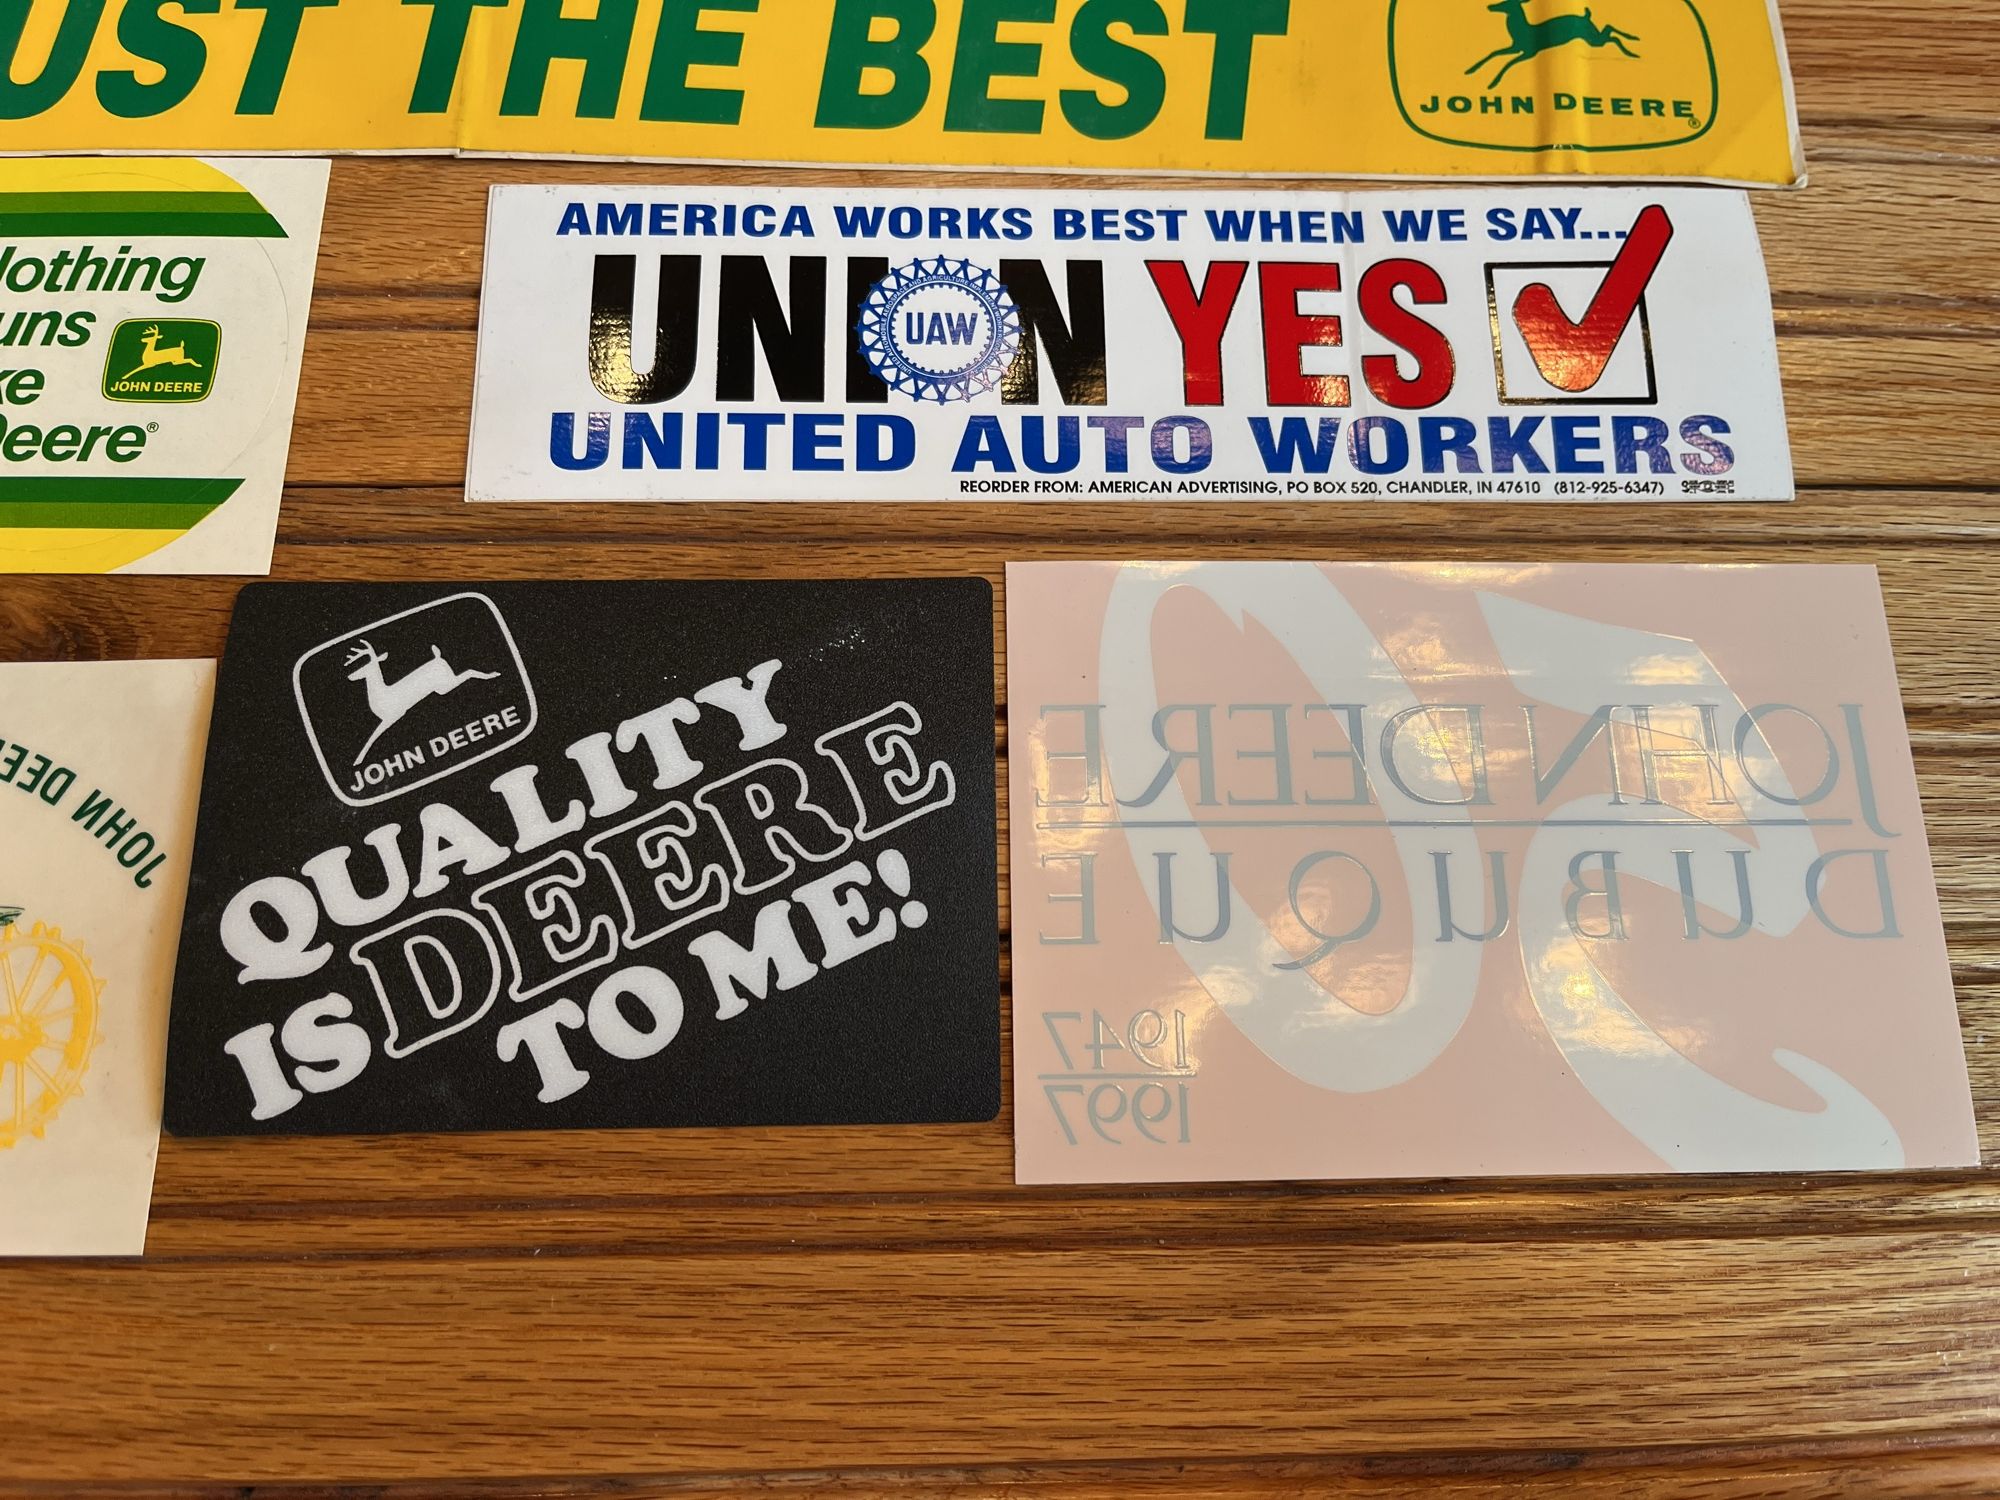 UST THE BEST
JOHN DEERE®
lothing
uns
ke
Deere®
JOHN DEERE
AMERICA WORKS BEST WHEN WE SAY...
UNION YES
UAW
UNITED AUTO WORKERS
REORDER FROM: AMERICAN ADVERTISING, PO BOX 520, CHANDLER, IN 47610 (812-925-6347)
JOHN DEE
JOHN DEERE
QUALITY
IS DEERE
TO ME!
50
JOHN DEERE
DUBUQUE
1947
1997